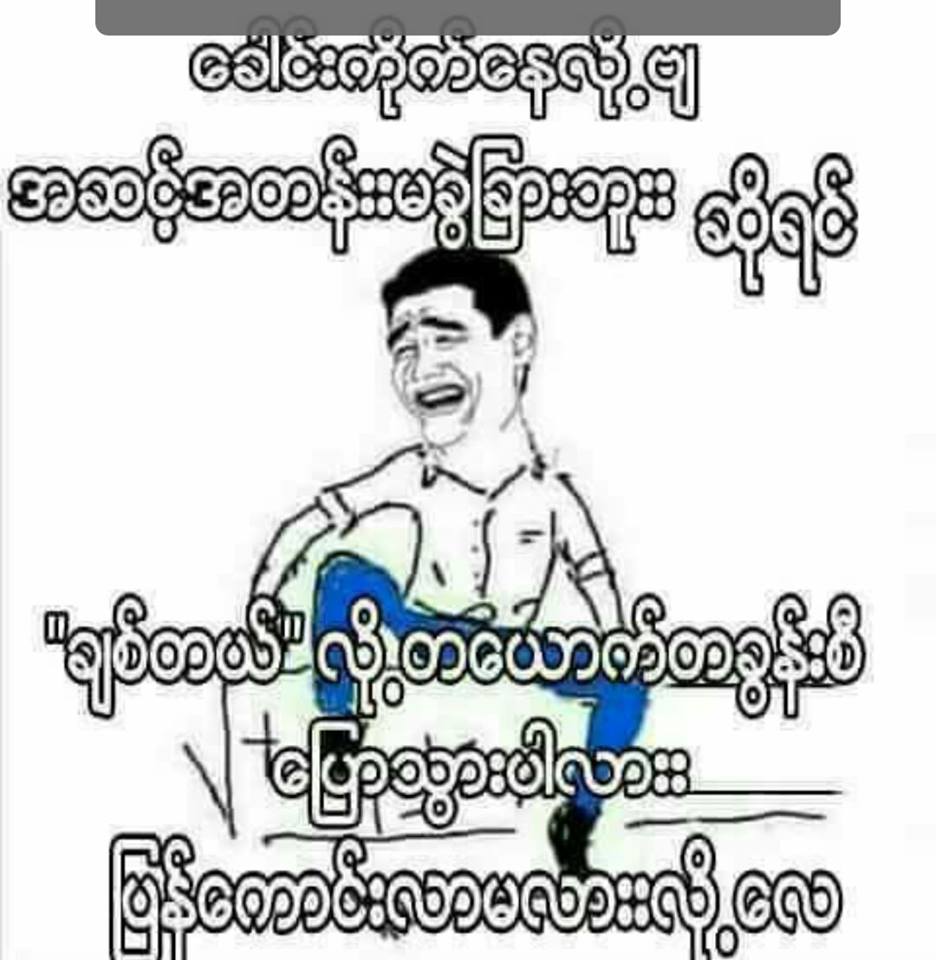 ခေါင်းကိုက်နေလို့ဗျ
အဆင့်အတန်းးမခွဲခြားဘူးး ဆိုရင်
"ချစ်တယ်" လို့တယောက်တခွန်းစီ
ပြောသွားပါလားး
ပြန်ကောင်းလာမလားးလို့လေ